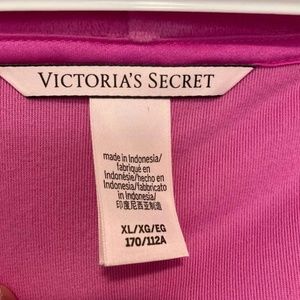 VICTORIA'S SECRET
made in Indonesia/
fabriqué en
Indonésie/hecho en
Indonesia/fabbricato
in Indonesia/
印度尼西亚制造
XL/XG/EG
170/112A